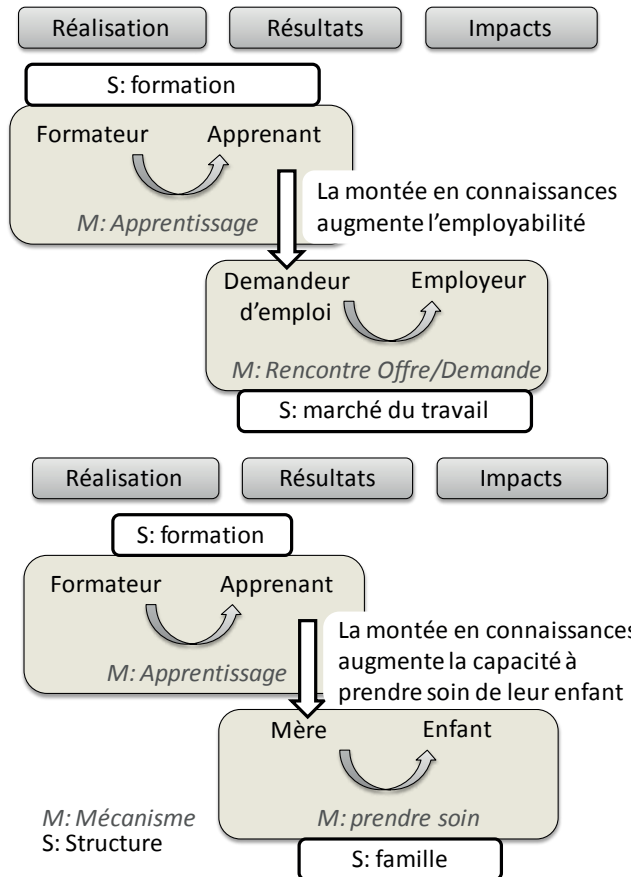 Réalisation Résultats Impacts
S: formation
Formateur Apprenant
M: Apprentissage
La montée en connaissances
augmente l’employabilité
Demandeur Employeur
d’emploi
M: Rencontre Offre/Demande
S: marché du travail
Réalisation Résultats Impacts
S: formation
Formateur Apprenant
M: Apprentissage
La montée en connaissances
augmente la capacité à
prendre soin de leur enfant
Mère Enfant
M: prendre soin
S: famille
M: Mécanisme
S: Structure